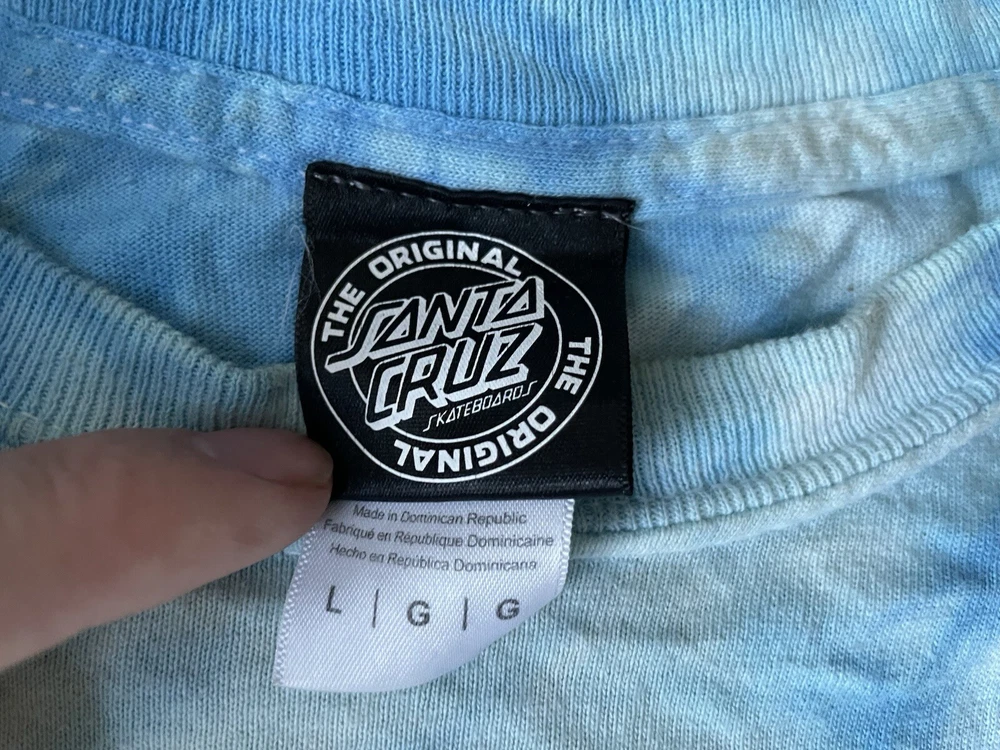 THE ORIGINAL
SANTA
CRUZ
SKATEBOARDS
THE ORIGINAL
Made in Dominican Republic
Fabriqué en République Dominicaine
Hecho en República Dominicana
L | G | G